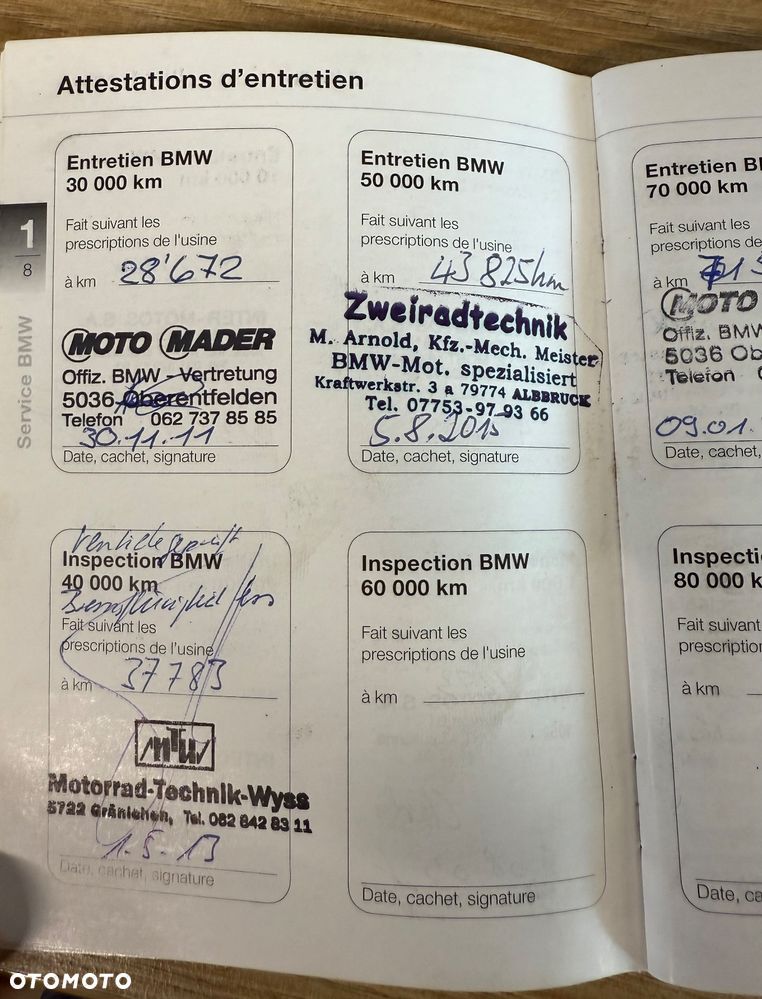 Attestations d'entretien
Entretien BMW
30 000 km
Fait suivant les
prescriptions de l'usine
à km 28'672
MOTO MADER
Offiz. BMW - Vertretung
5036 Oberentfelden
Telefon 062 737 85 85
30.11.11
Date, cachet, signature
Entretien BMW
50 000 km
Fait suivant les
prescriptions de l'usine
à km 43 825km
Zweiradtechnik
M. Arnold, Kfz.-Mech. Meister
BMW-Mot. spezialisiert
Kraftwerkstr. 3 a 79774 ALBBRUCK
Tel. 07753-97 93 66
5.8.2015
Date, cachet, signature
Entretien BM
70 000 km
Fait suivant les
prescriptions de
à km
MOTO
Offiz. BMW
5036 Ob
Telefon
09.01.
Date, cachet,
1
8
Service BMW
Ventile geprüft
Inspection BMW
40 000 km
Bremsflüssigkeit
Fait suivant les
prescriptions de l'usine
à km 37783
MTW
Motorrad-Technik-Wyss
5722 Gränichen, Tel. 062 842 83 11
1.5.13
Date, cachet, signature
Inspection BMW
60 000 km
Fait suivant les
prescriptions de l'usine
à km
Date, cachet, signature
Inspecti
80 000 k
Fait suivant
prescription
à km
Date, ca
OTOMOTO